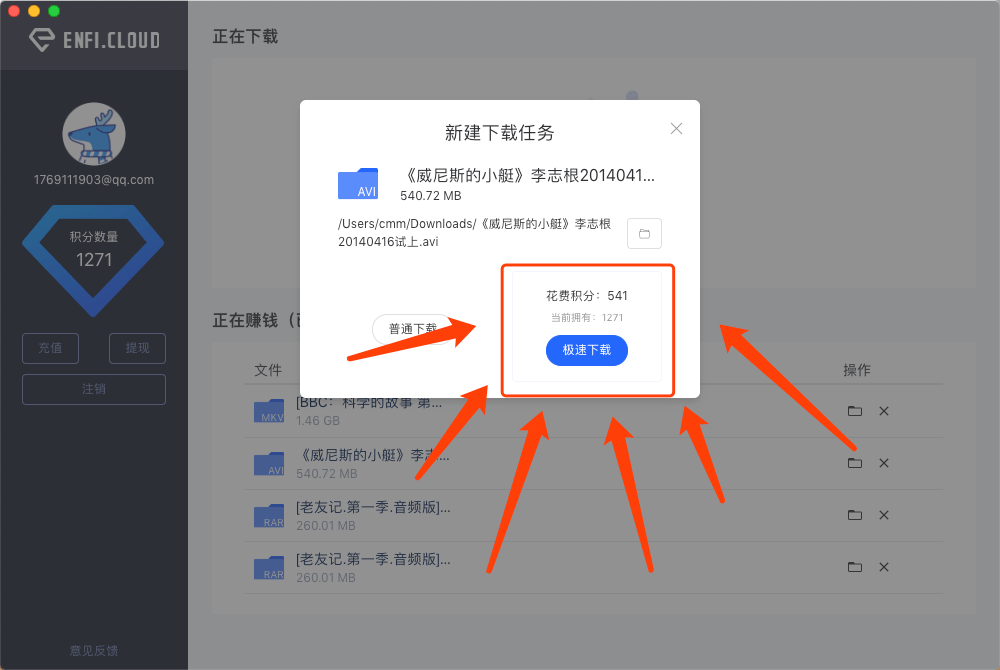 ENFI.CLOUD
1769111903@qq.com
积分数量
1271
充值
提现
注销
意见反馈
正在下载
新建下载任务
AVI
《威尼斯的小艇》李志根2014041...
540.72 MB
/Users/cmm/Downloads/《威尼斯的小艇》李志根
20140416试上.avi
普通下载
花费积分：541
当前拥有：1271
极速下载
正在赚钱（
文件
操作
MKV
[BBC：科学的故事 第...
1.46 GB
AVI
《威尼斯的小艇》李志...
540.72 MB
RAR
[老友记.第一季.音频版]...
260.01 MB
RAR
[老友记.第一季.音频版]...
260.01 MB